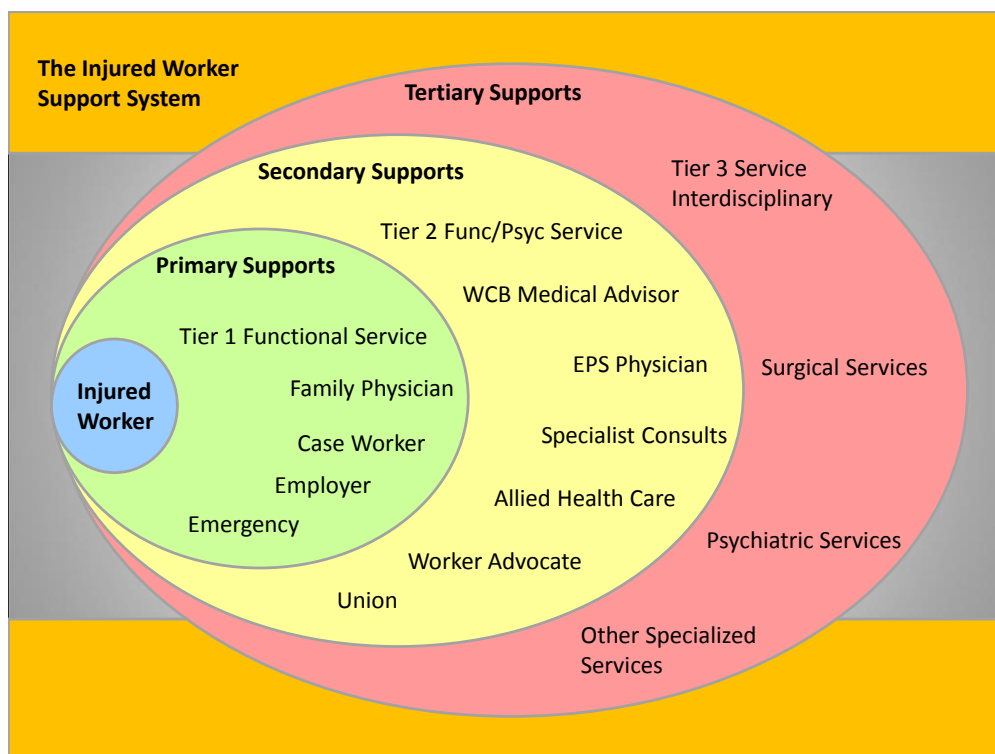 The Injured Worker
Support System
Tertiary Supports
Tier 3 Service
Interdisciplinary
Surgical Services
Psychiatric Services
Other Specialized
Services
Secondary Supports
Tier 2 Func/Psyc Service
WCB Medical Advisor
EPS Physician
Specialist Consults
Allied Health Care
Worker Advocate
Union
Primary Supports
Tier 1 Functional Service
Family Physician
Case Worker
Employer
Emergency
Injured
Worker